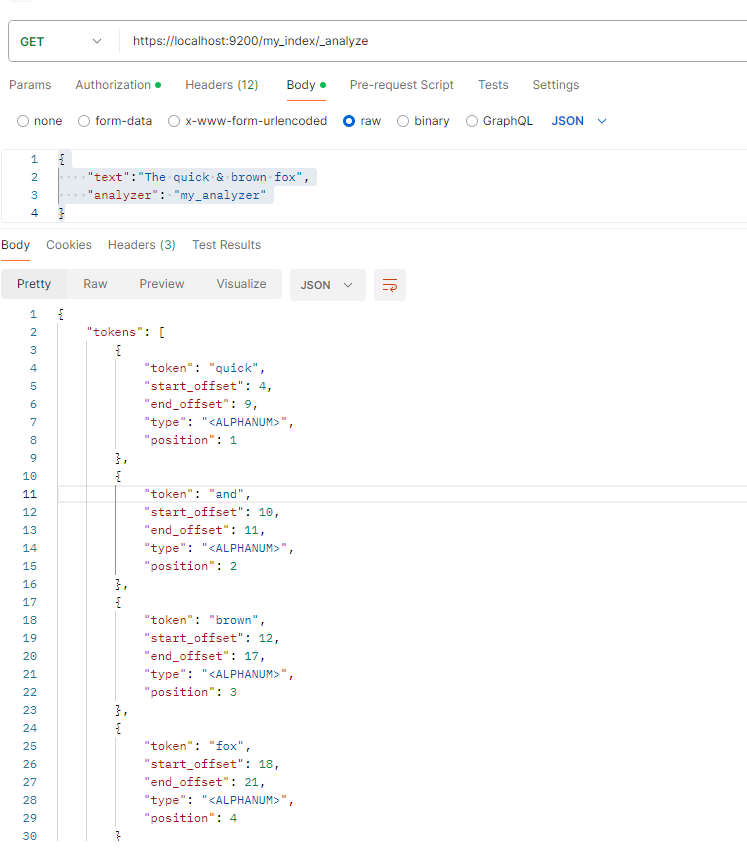 GET https://localhost:9200/my_index/_analyze
Params Authorization Headers (12) Body Pre-request Script Tests Settings
none form-data x-www-form-urlencoded raw binary GraphQL JSON
1 {
2 "text":"The quick & brown fox",
3 "analyzer": "my_analyzer"
4 }
Body Cookies Headers (3) Test Results
Pretty Raw Preview Visualize JSON
1 {
2 "tokens": [
3 {
4 "token": "quick",
5 "start_offset": 4,
6 "end_offset": 9,
7 "type": "<ALPHANUM>",
8 "position": 1
9 },
10 {
11 "token": "and",
12 "start_offset": 10,
13 "end_offset": 11,
14 "type": "<ALPHANUM>",
15 "position": 2
16 },
17 {
18 "token": "brown",
19 "start_offset": 12,
20 "end_offset": 17,
21 "type": "<ALPHANUM>",
22 "position": 3
23 },
24 {
25 "token": "fox",
26 "start_offset": 18,
27 "end_offset": 21,
28 "type": "<ALPHANUM>",
29 "position": 4
30 }